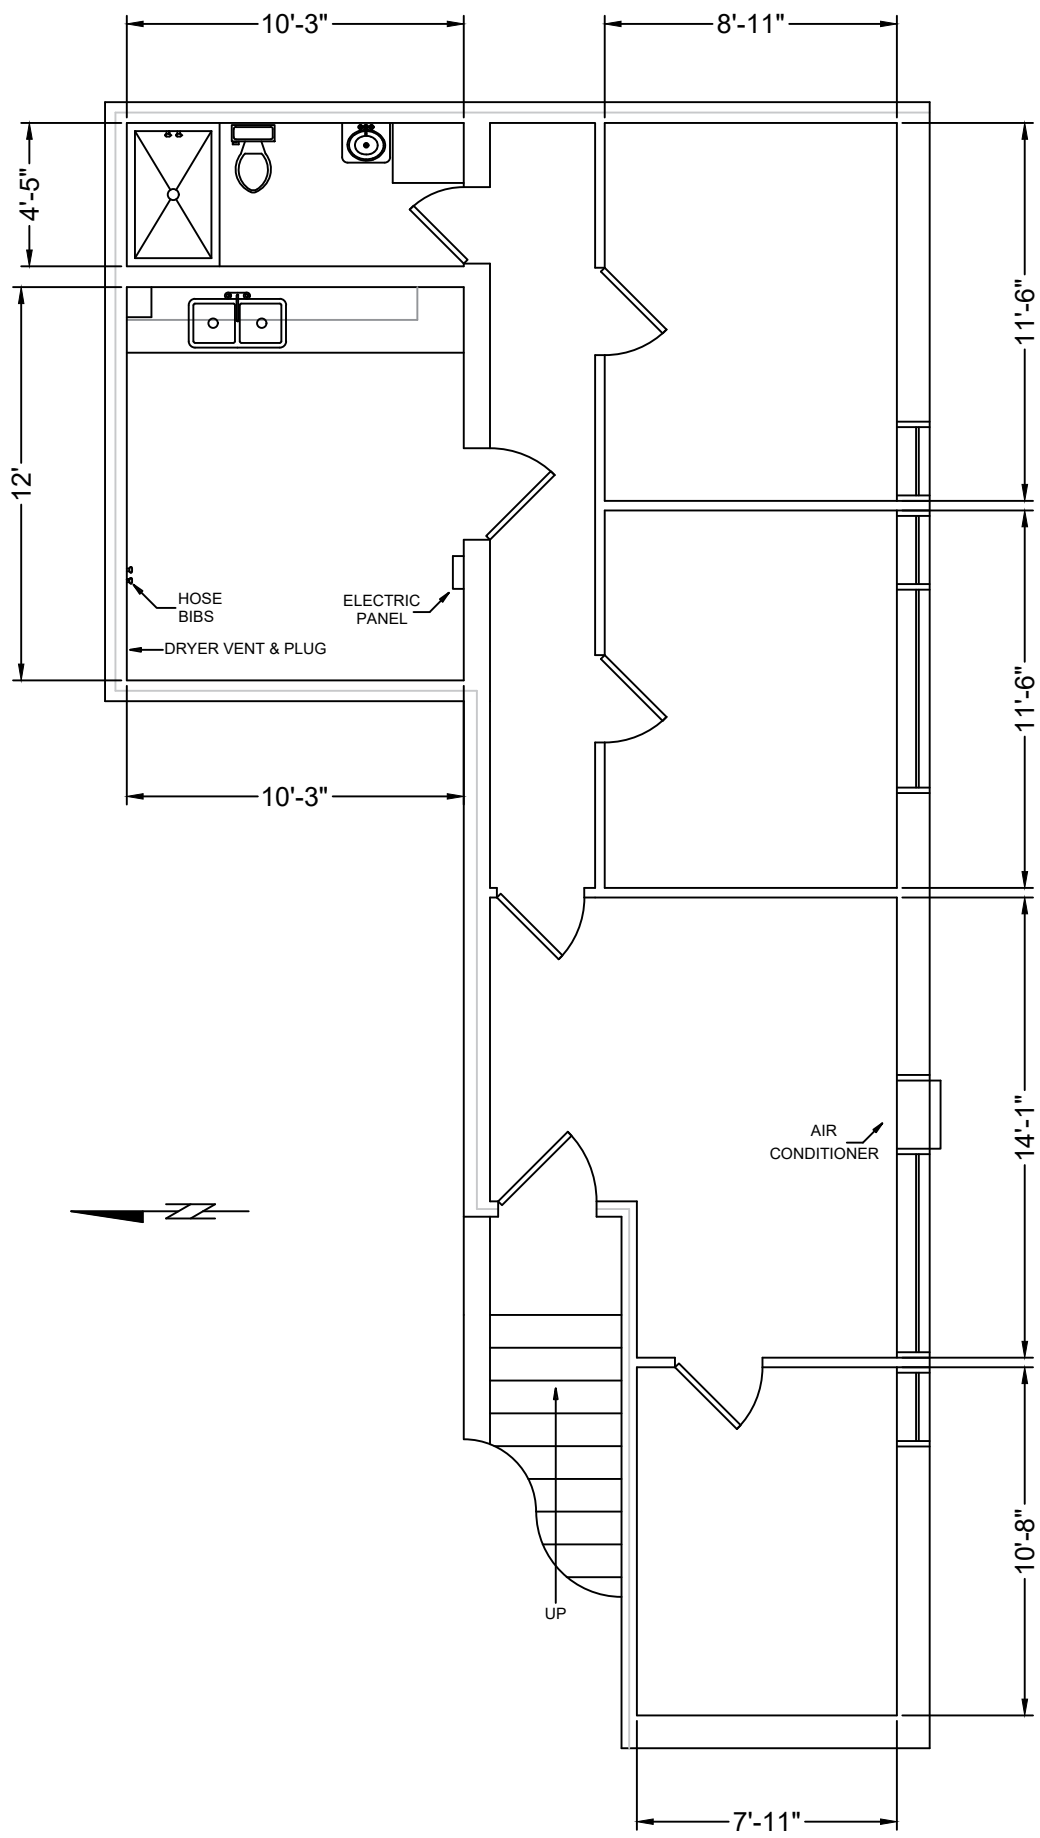 10'-3"
8'-11"
4'-5"
11'-6"
12'
HOSE
BIBS
ELECTRIC
PANEL
DRYER VENT & PLUG
11'-6"
10'-3"
AIR
CONDITIONER
14'-1"
N
10'-8"
UP
7'-11"